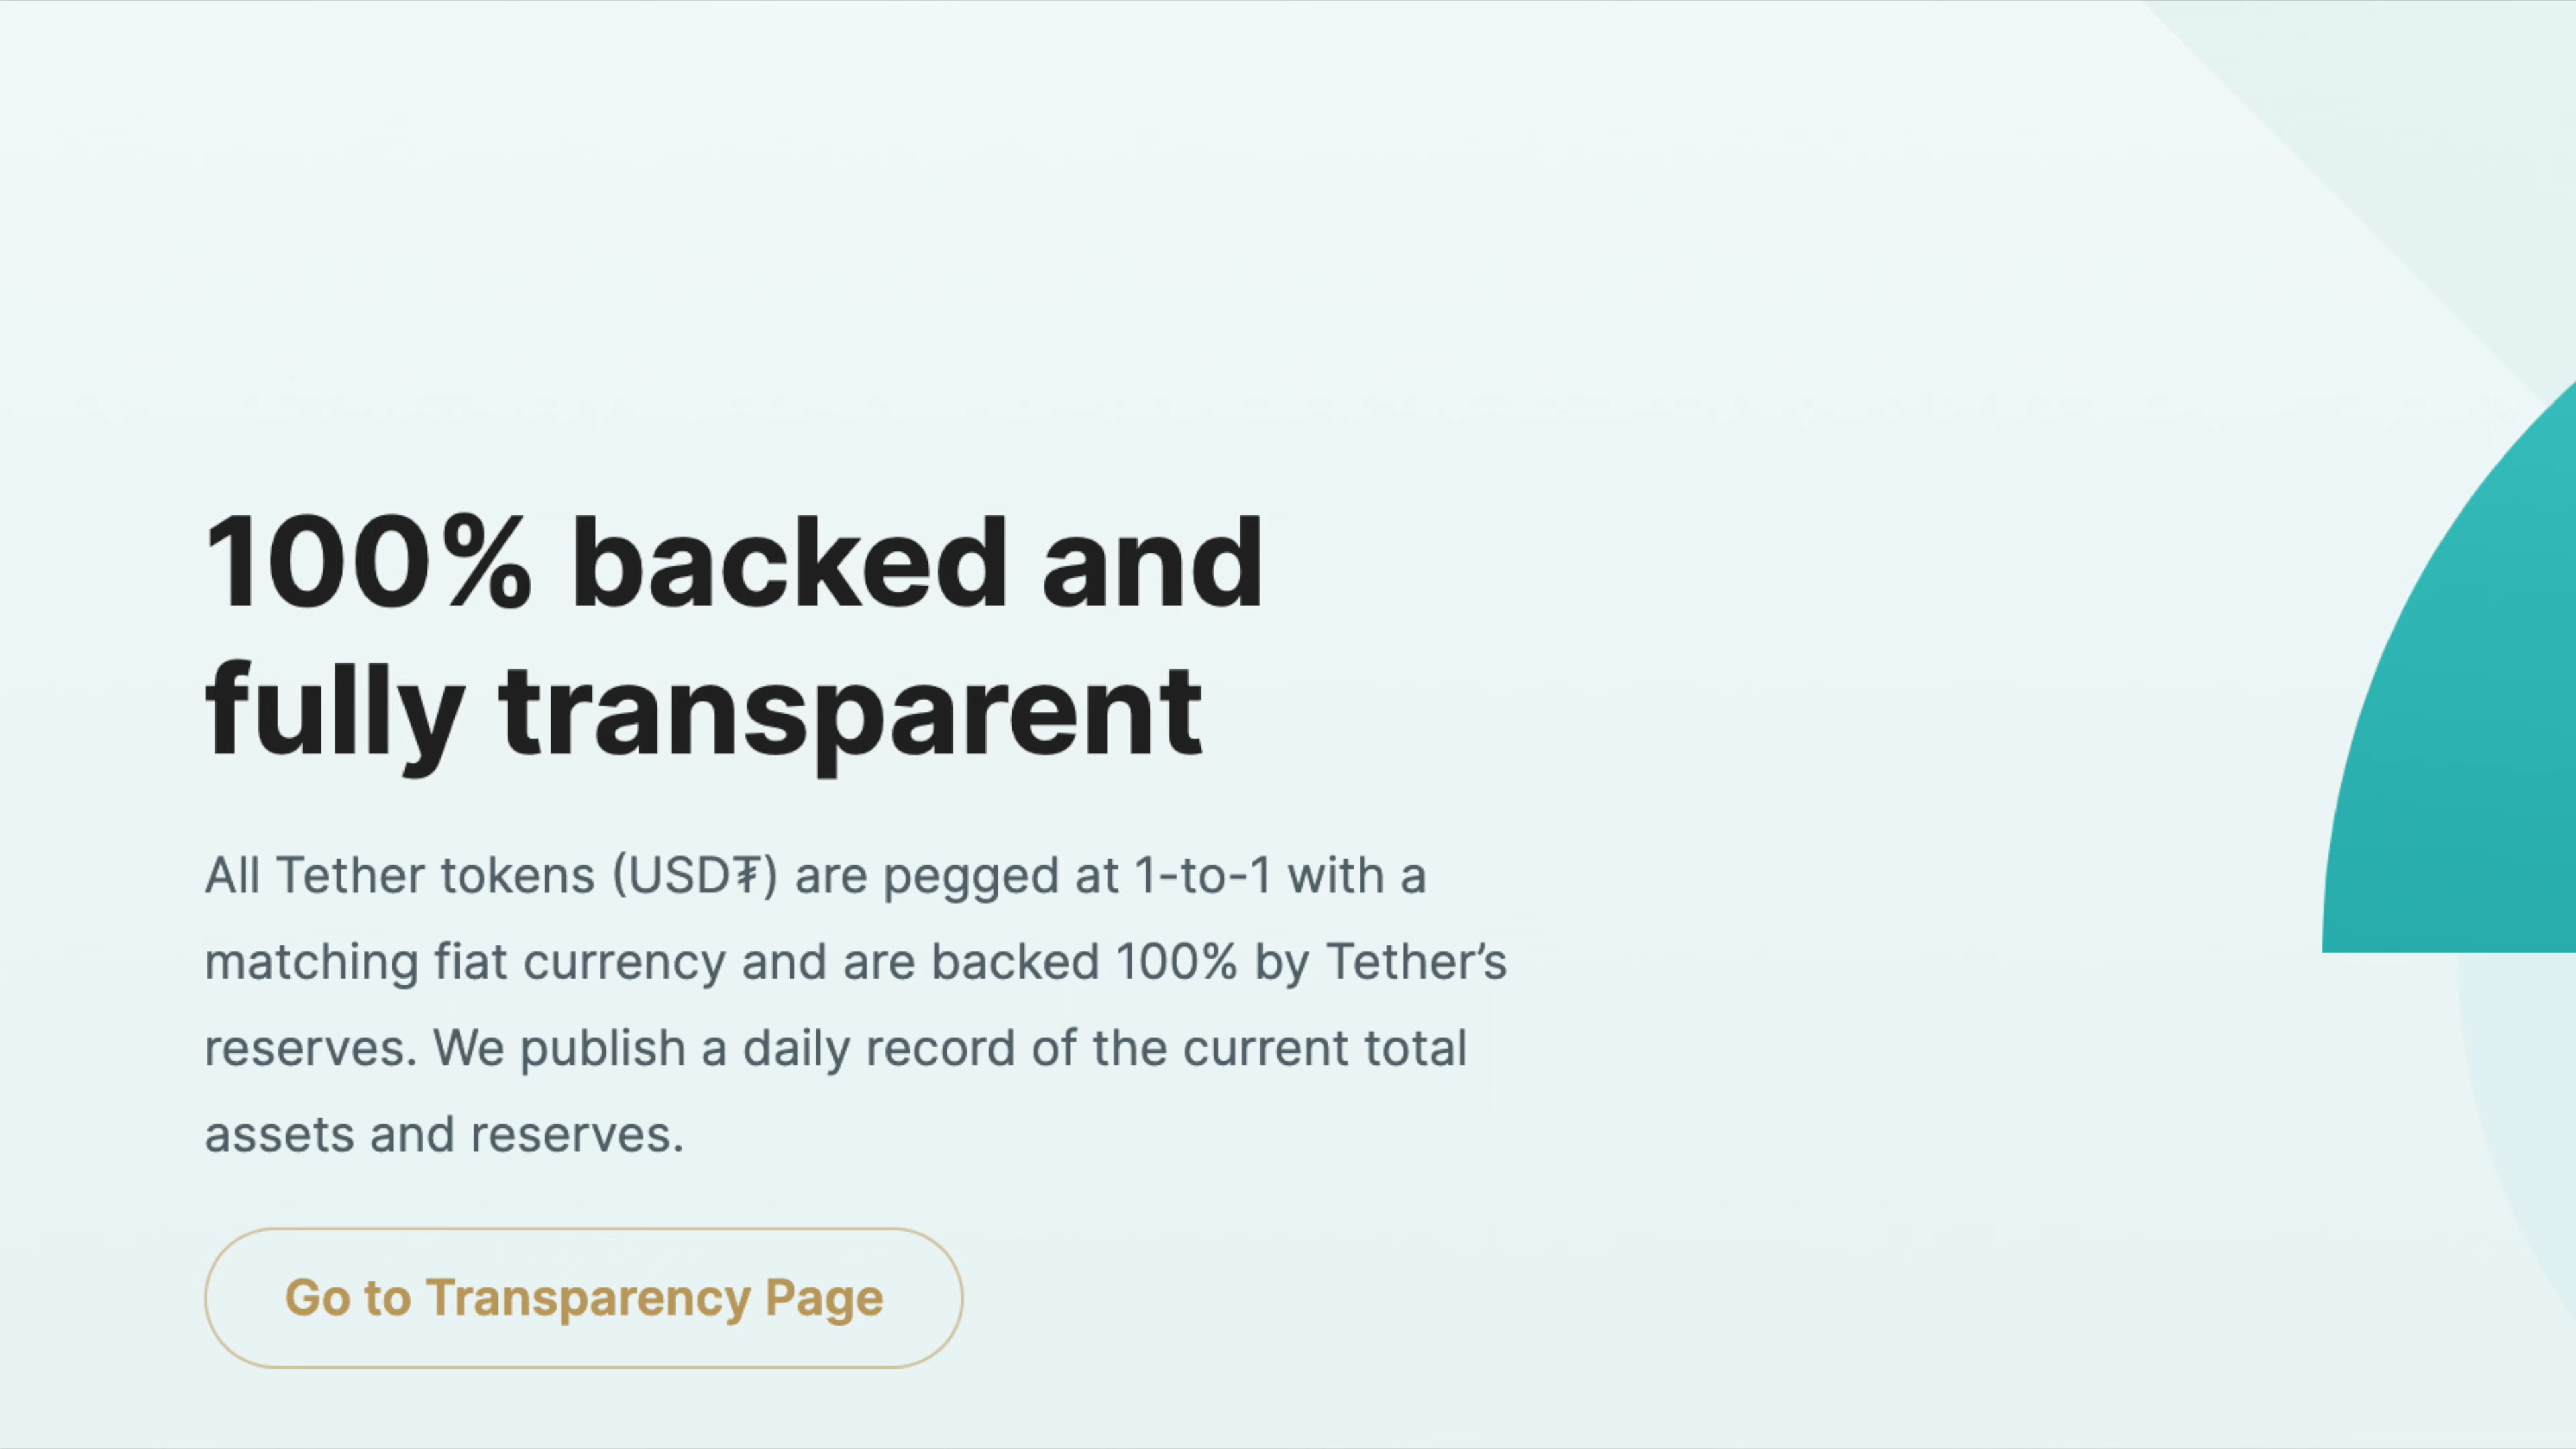 100% backed and
fully transparent
All Tether tokens (USD₮) are pegged at 1-to-1 with a
matching fiat currency and are backed 100% by Tether’s
reserves. We publish a daily record of the current total
assets and reserves.
Go to Transparency Page